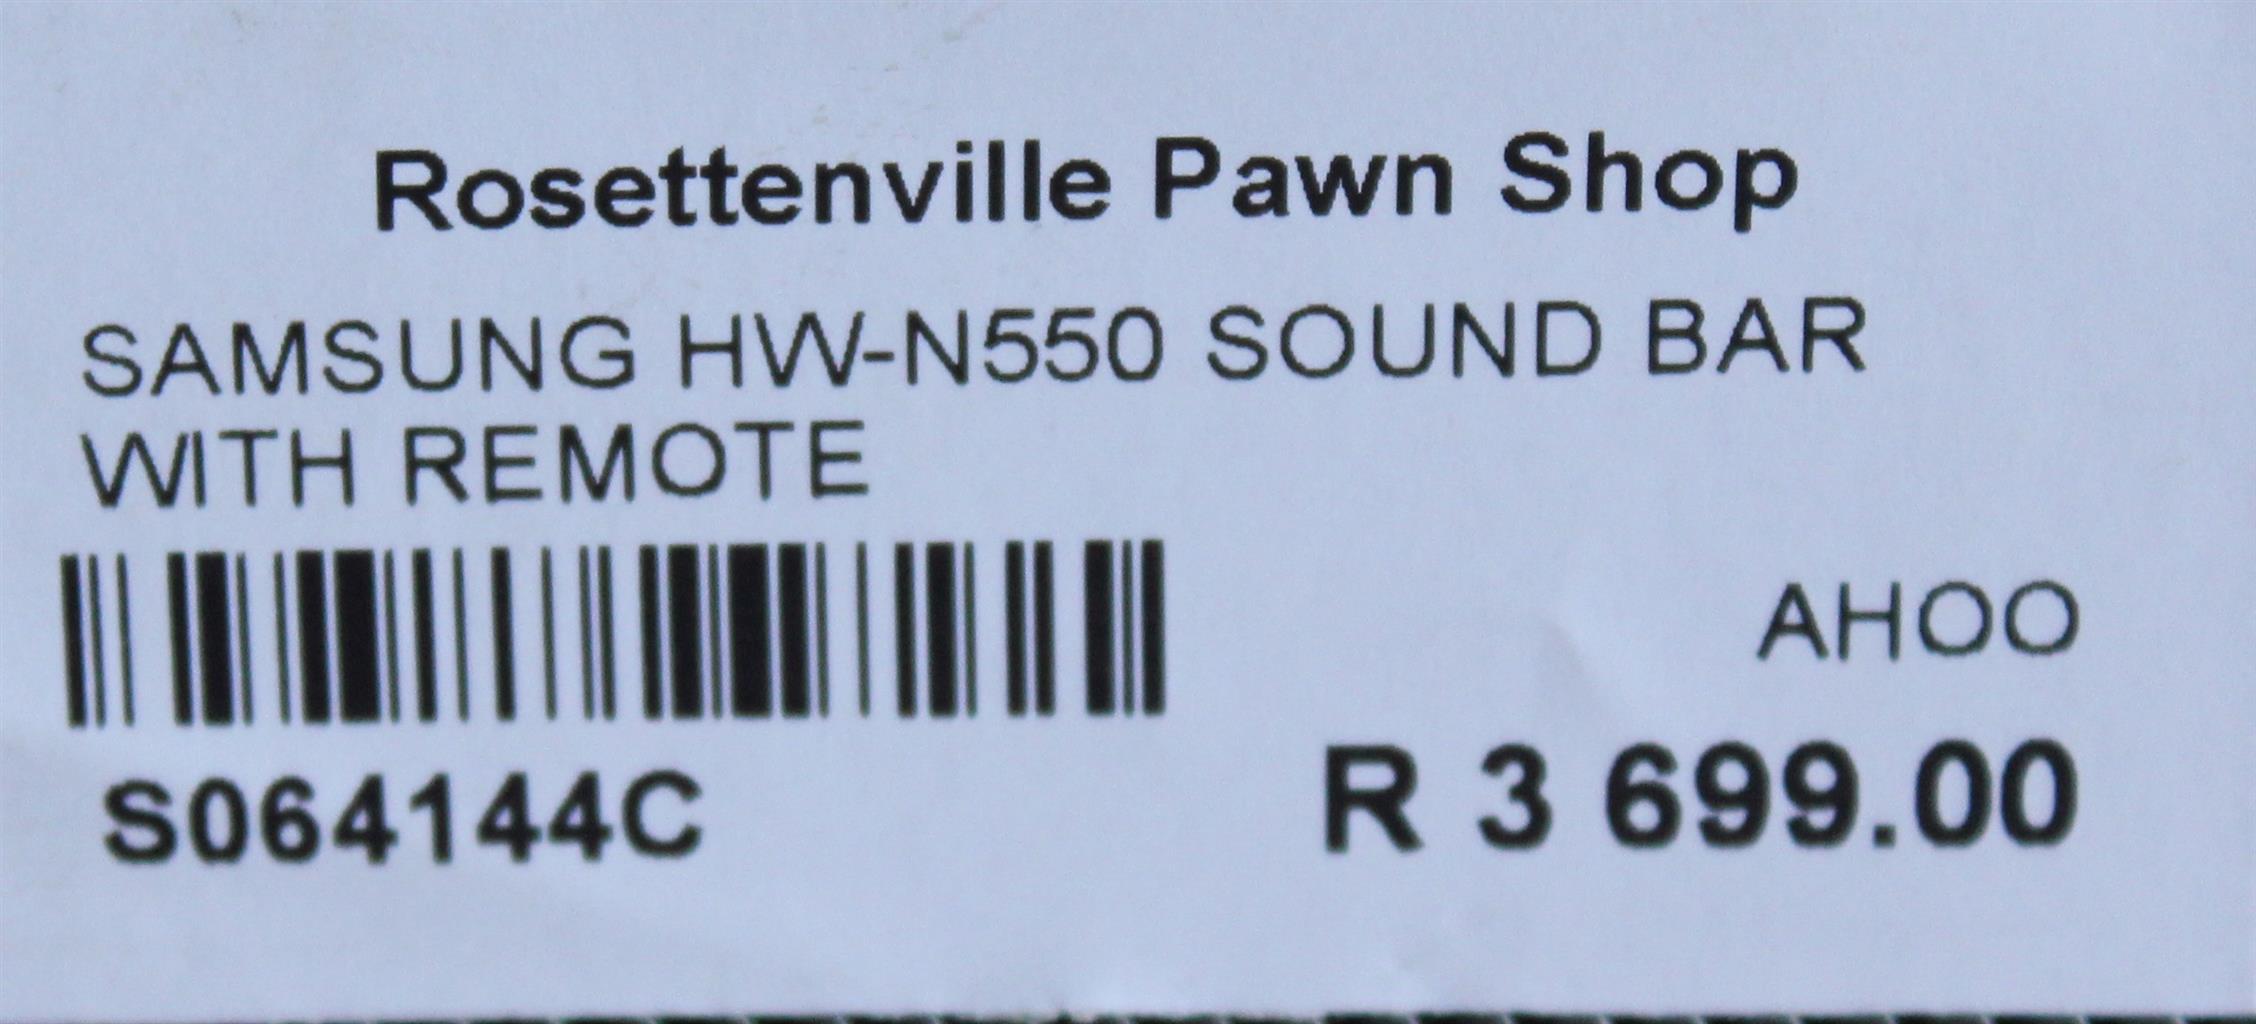 Rosettenville Pawn Shop
SAMSUNG HW-N550 SOUND BAR
WITH REMOTE
AHOO
S064144C
R 3 699.00